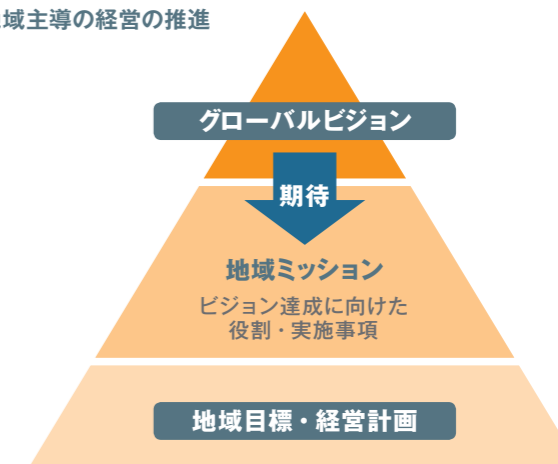 域主導の経営の推進
グローバルビジョン
期待
地域ミッション
ビジョン達成に向けた
役割・実施事項
地域目標・経営計画